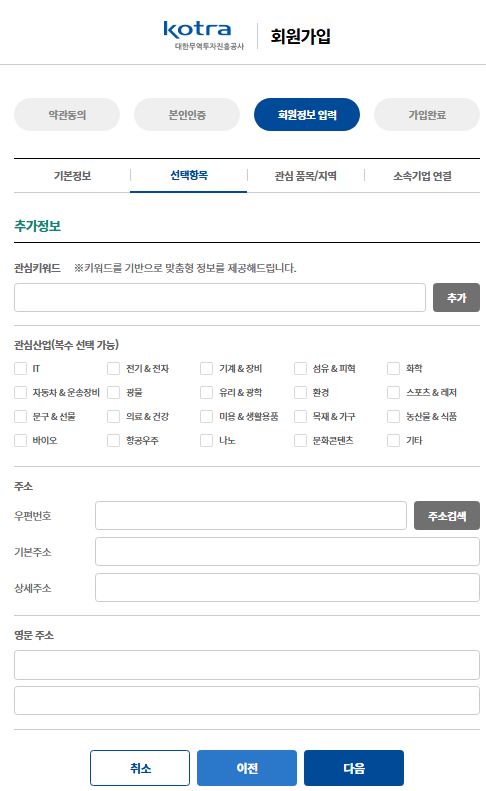 kotra
대한무역투자진흥공사
회원가입
약관동의 본인인증 회원정보 입력 가입완료
기본정보 선택항목 관심 품목/지역 소속기업 연결
추가정보
관심키워드 ※키워드를 기반으로 맞춤형 정보를 제공해드립니다.
추가
관심산업(복수 선택 가능)
IT 전기 & 전자 기계 & 장비 섬유 & 피혁 화학
자동차 & 운송장비 광물 유리 & 광학 환경 스포츠 & 레저
문구 & 선물 의료 & 건강 미용 & 생활용품 목재 & 가구 농산물 & 식품
바이오 항공우주 나노 문화콘텐츠 기타
주소
우편번호 주소검색
기본주소
상세주소
영문 주소
취소 이전 다음